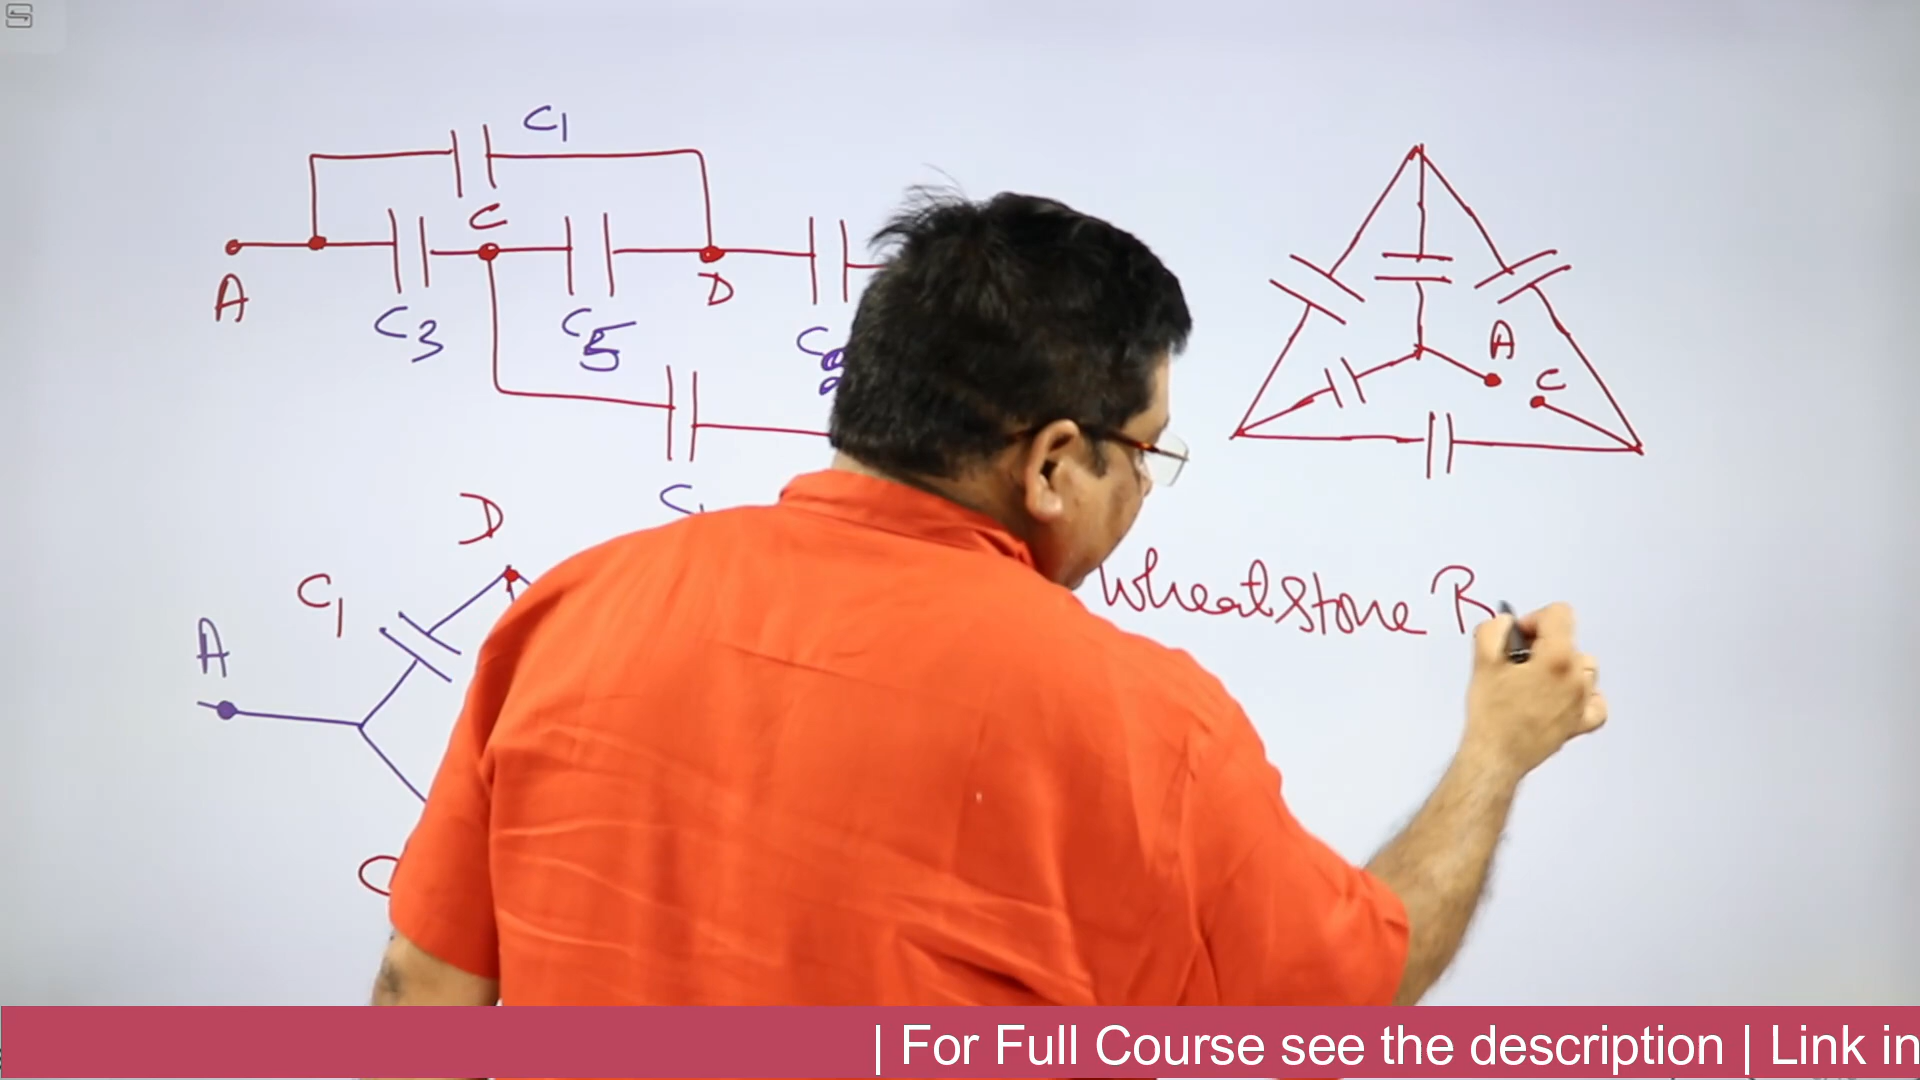 C1
C
A
D
C3
C5
A
C
D
C1
A
Wheatstone
| For Full Course see the description | Link in